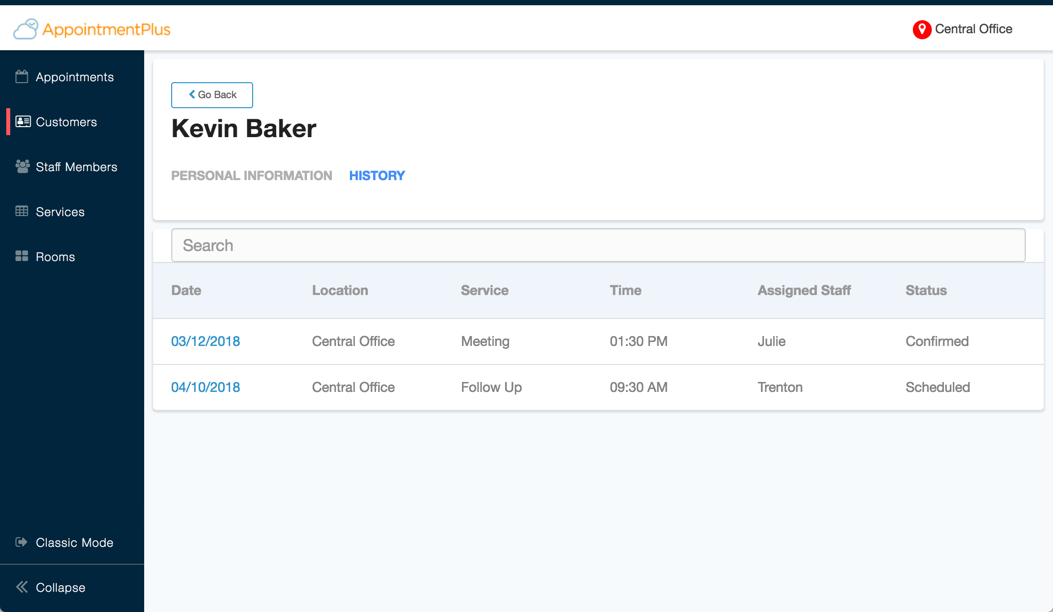 AppointmentPlus
Central Office
Appointments
Customers
Staff Members
Services
Rooms
Classic Mode
Collapse
Go Back
Kevin Baker
PERSONAL INFORMATION HISTORY
Search
Date Location Service Time Assigned Staff Status
03/12/2018 Central Office Meeting 01:30 PM Julie Confirmed
04/10/2018 Central Office Follow Up 09:30 AM Trenton Scheduled